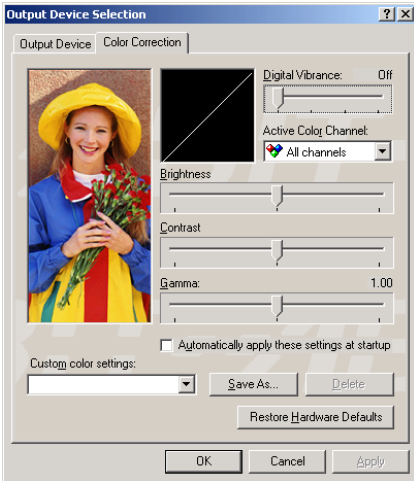 Output Device Selection
Output Device
Color Correction
Digital Vibrance: Off
Active Color Channel:
All channels
Brightness
Contrast
Gamma: 1.00
Automatically apply these settings at startup
Custom color settings:
Save As...
Delete
Restore Hardware Defaults
OK
Cancel
Apply